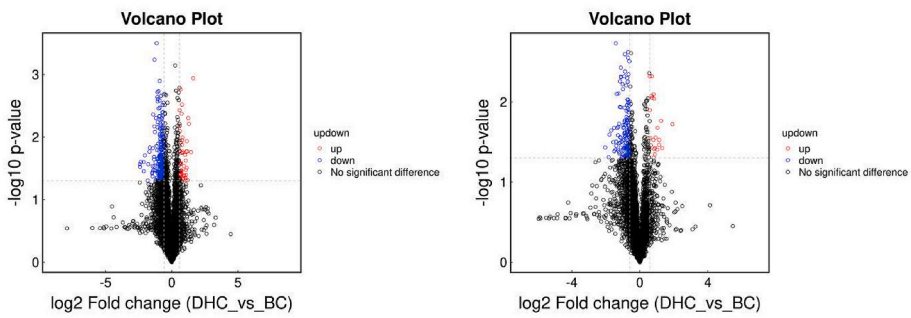 Volcano Plot
-log10 p-value
3
2
1
0
-5
0
5
log2 Fold change (DHC_vs_BC)
updown
up
down
No significant difference
Volcano Plot
-log10 p-value
2
1
0
-4
0
4
log2 Fold change (DHC_vs_BC)
updown
up
down
No significant difference